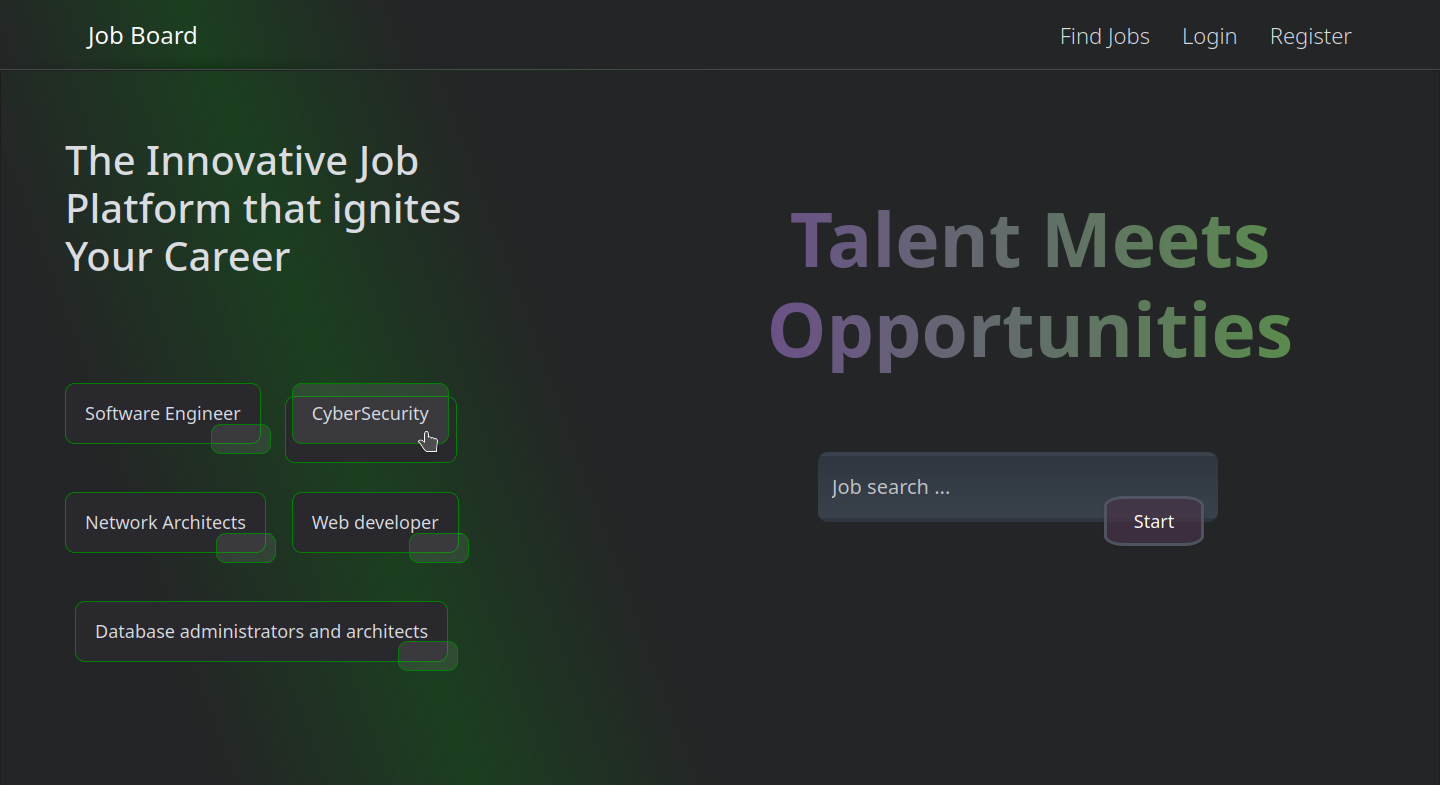 Job Board
Find Jobs
Login
Register
The Innovative Job
Platform that ignites
Your Career
Talent Meets
Opportunities
Software Engineer
CyberSecurity
Network Architects
Web developer
Database administrators and architects
Job search ...
Start